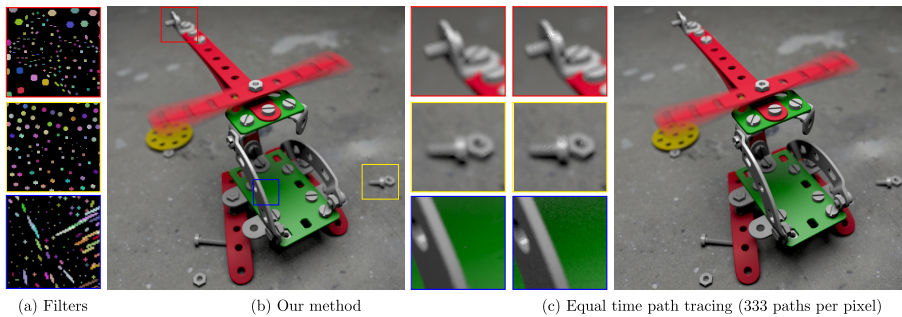 (a) Filters
(b) Our method
(c) Equal time path tracing (333 paths per pixel)